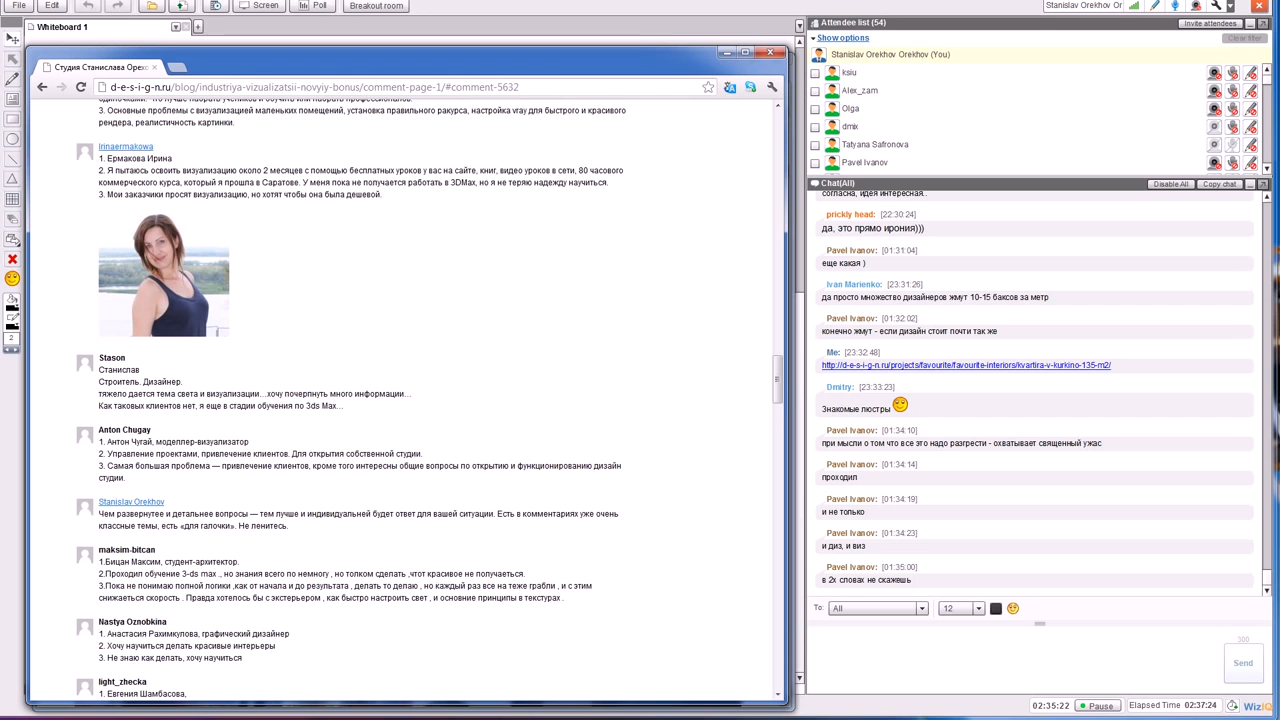 File
Edit
Screen
Poll
Breakout room
Stanislav Orekhov Or
Whiteboard 1
Attendee list (54)
Invite attendees
Show options
Clear filter
Stanislav Orekhov Orekhov (You)
ksiu
Alex_zam
Olga
dmix
Tatyana Safronova
Pavel Ivanov
Студия Станислава Орехо
d-e-s-i-g-n.ru/blog/industriya-vizualizatsii-novyiy-bonus/comment-page-1/#comment-5632
3. Основные проблемы с визуализацией маленьких помещений, установка правильного ракурса, настройка vray для быстрого и красивого
рендера, реалистичность картинки.
Irinaermakowa
1. Ермакова Ирина
2. Я пытаюсь освоить визуализацию около 2 месяцев с помощью бесплатных уроков у вас на сайте, книг, видео уроков в сети, 80 часового
коммерческого курса, который я прошла в Саратове. У меня пока не получается работать в 3DMax, но я не теряю надежду научиться.
3. Мои заказчики просят визуализацию, но хотят чтобы она была дешевой.
Stason
Станислав
Строитель. Дизайнер.
тяжело дается тема света и визуализации…хочу почерпнуть много информации…
Как таковых клиентов нет, я еще в стадии обучения по 3ds Max…
Anton Chugay
1. Антон Чугай, моделлер-визуализатор
2. Управление проектами, привлечение клиентов. Для открытия собственной студии.
3. Самая большая проблема — привлечение клиентов, кроме того интересны общие вопросы по открытию и функционированию дизайн
студии.
Stanislav Orekhov
Чем развернутее и детальнее вопросы — тем лучше и индивидуальней будет ответ для вашей ситуации. Есть в комментариях уже очень
классные темы, есть «для галочки». Не ленитесь.
maksim-bitcan
1.Бицан Максим, студент-архитектор.
2.Проходил обучение 3-ds max ., но знания всего по немногу , но толком сделать ,чтот красивое не получаеться.
3.Пока не понимаю полной логики ,как от начала и до результата , делать то делаю , но каждый раз все на теже грабли , и с этим
снижаеться скорость . Правда хотелось бы с экстерьером , как быстро настроить свет , и основние принципы в текстурах .
Nastya Oznobkina
1. Анастасия Рахимкулова, графический дизайнер
2. Хочу научиться делать красивые интерьеры
3. Не знаю как делать, хочу научиться
light_zhecka
1. Евгения Шамбасова,
2
Chat(All)
Disable All
Copy chat
согласна, идея интересная..
prickly head: [22:30:24]
да, это прямо ирония)))
Pavel Ivanov: [01:31:04]
еще какая )
Ivan Marienko: [23:31:26]
да просто множество дизайнеров жмут 10-15 баксов за метр
Pavel Ivanov: [01:32:02]
конечно жмут - если дизайн стоит почти так же
Me: [23:32:48]
http://d-e-s-i-g-n.ru/projects/favourite/favourite-interiors/kvartira-v-kurkino-135-m2/
Dmitry: [23:33:23]
Знакомые люстры
Pavel Ivanov: [01:34:10]
при мысли о том что все это надо разгрести - охватывает священный ужас
Pavel Ivanov: [01:34:14]
проходил
Pavel Ivanov: [01:34:19]
и не только
Pavel Ivanov: [01:34:23]
и диз, и виз
Pavel Ivanov: [01:35:00]
в 2х словах не скажешь
To:
All
12
300
Send
02:35:22
Pause
Elapsed Time 02:37:24
WizIQ